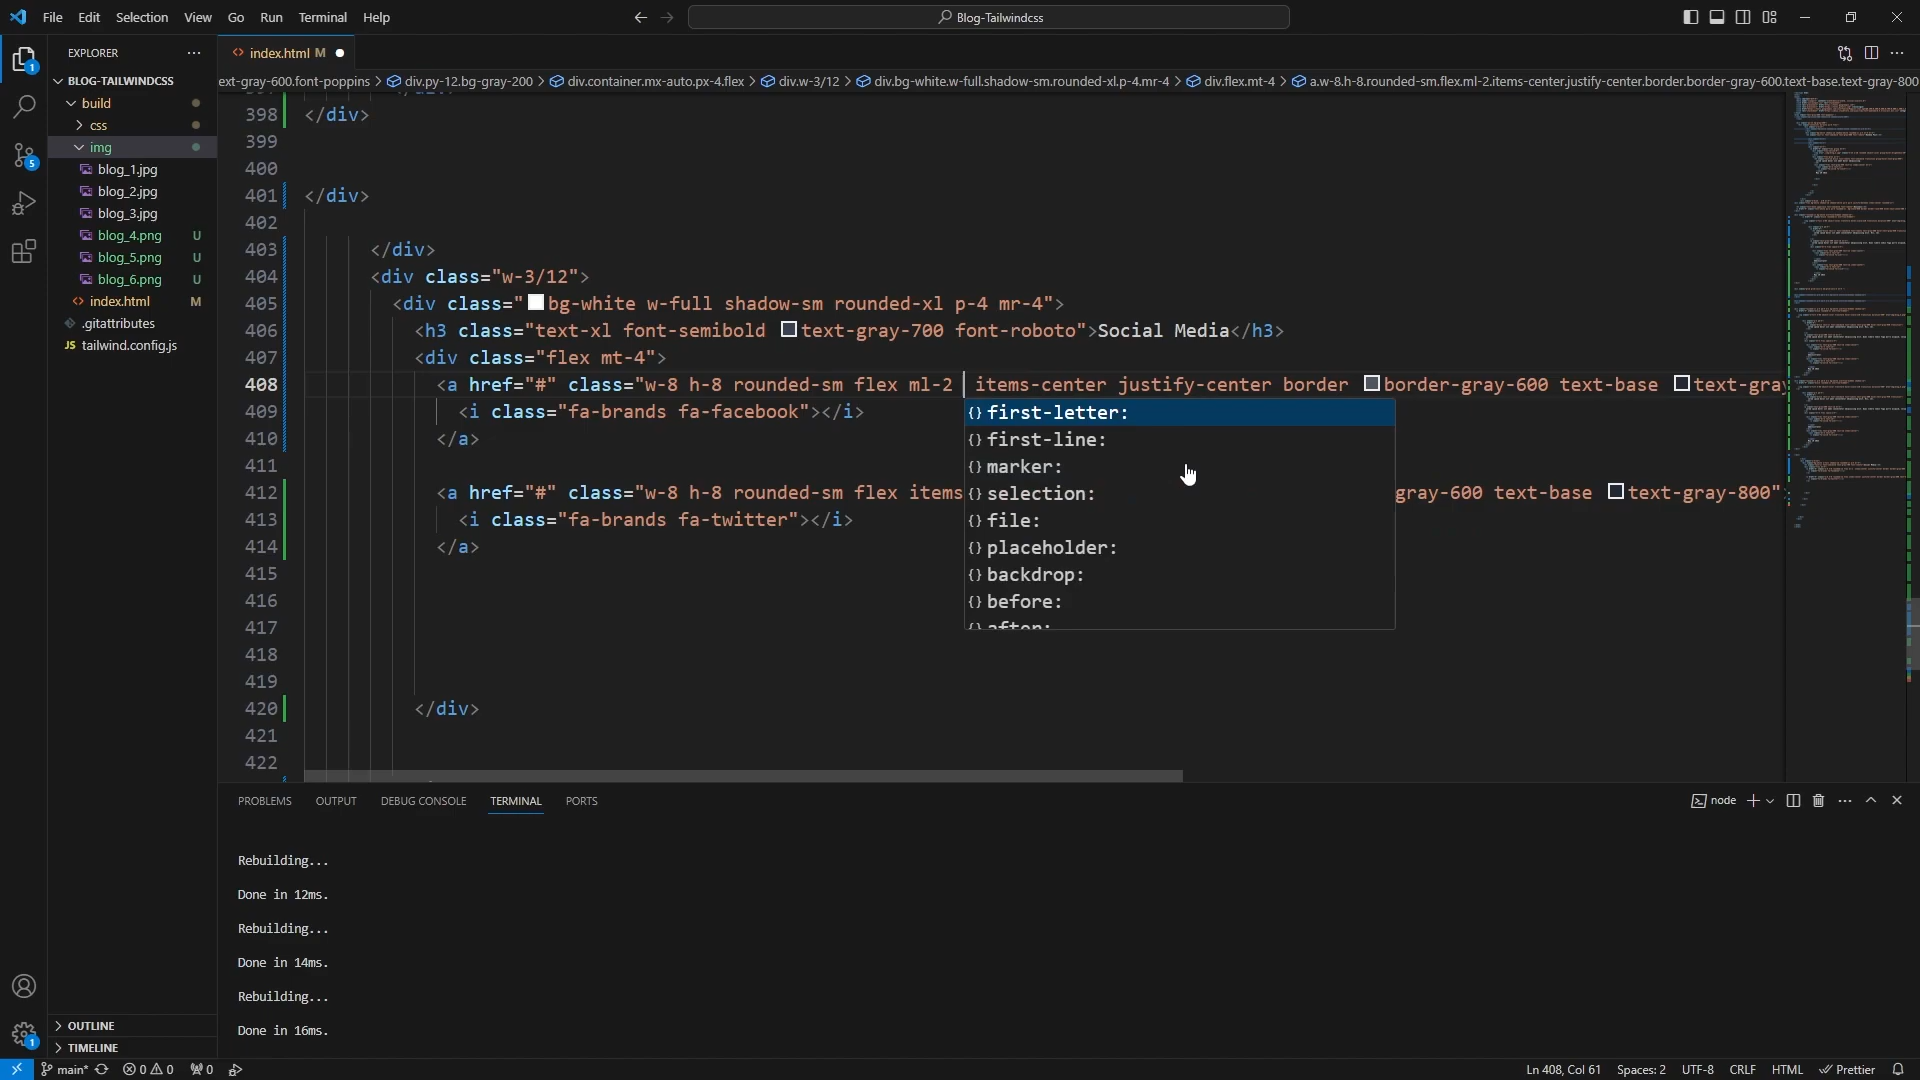 File Edit Selection View Go Run Terminal Help
Blog-Tailwindcss
EXPLORER
index.html M
BLOG-TAILWINDCSS
ext-gray-600.font-poppins > div.py-12.bg-gray-200 > div.container.mx-auto.px-4.flex > div.w-3/12 > div.bg-white.w-full.shadow-sm.rounded-xl.p-4.mr-4 > div.flex.mt-4 > a.w-8.h-8.rounded-sm.flex.ml-2.items-center.justify-center.border.border-gray-600.text-base.text-gray-800
build
css
img
blog_1.jpg
blog_2.jpg
blog_3.jpg
blog_4.png U
blog_5.png U
blog_6.png U
index.html M
.gitattributes
JS tailwind.config.js
OUTLINE
TIMELINE
1
5
1
398 </div>
399
400
401 </div>
402
403 </div>
404 <div class="w-3/12">
405 <div class="bg-white w-full shadow-sm rounded-xl p-4 mr-4">
406 <h3 class="text-xl font-semibold text-gray-700 font-roboto">Social Media</h3>
407 <div class="flex mt-4">
408 <a href="#" class="w-8 h-8 rounded-sm flex ml-2 items-center justify-center border border-gray-600 text-base text-gra
409 <i class="fa-brands fa-facebook"></i>
410 </a>
411
412 <a href="#" class="w-8 h-8 rounded-sm flex items gray-600 text-base text-gray-800"
413 <i class="fa-brands fa-twitter"></i>
414 </a>
415
416
417
418
419
420 </div>
421
422
{} first-letter:
{} first-line:
{} marker:
{} selection:
{} file:
{} placeholder:
{} backdrop:
{} before:
{} after:
PROBLEMS OUTPUT DEBUG CONSOLE TERMINAL PORTS
node
Rebuilding...
Done in 12ms.
Rebuilding...
Done in 14ms.
Rebuilding...
Done in 16ms.
main* 0 0 0
Ln 408, Col 61 Spaces: 2 UTF-8 CRLF HTML Prettier